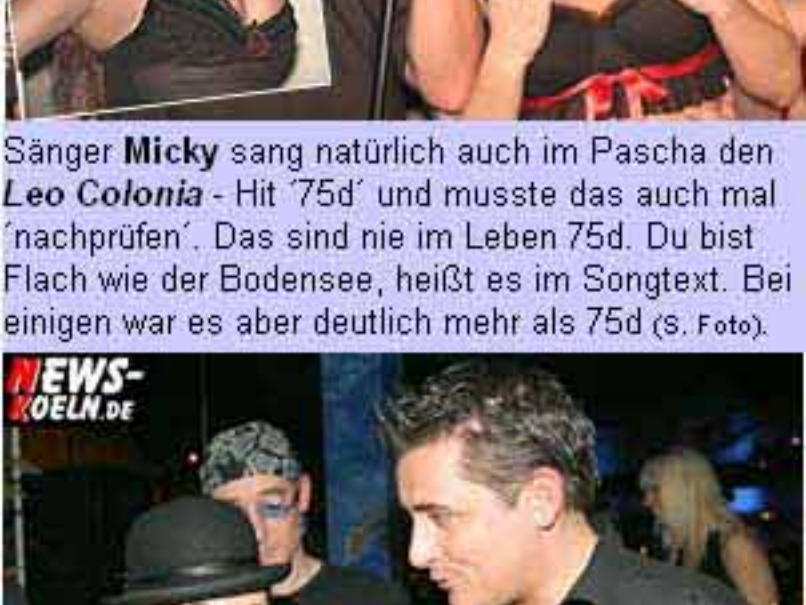 Sänger Micky sang natürlich auch im Pascha den
Leo Colonia - Hit ´75d´ und musste das auch mal
´nachprüfen´. Das sind nie im Leben 75d. Du bist
Flach wie der Bodensee, heißt es im Songtext. Bei
einigen war es aber deutlich mehr als 75d (s. Foto).
NEWS-
KOELN.DE